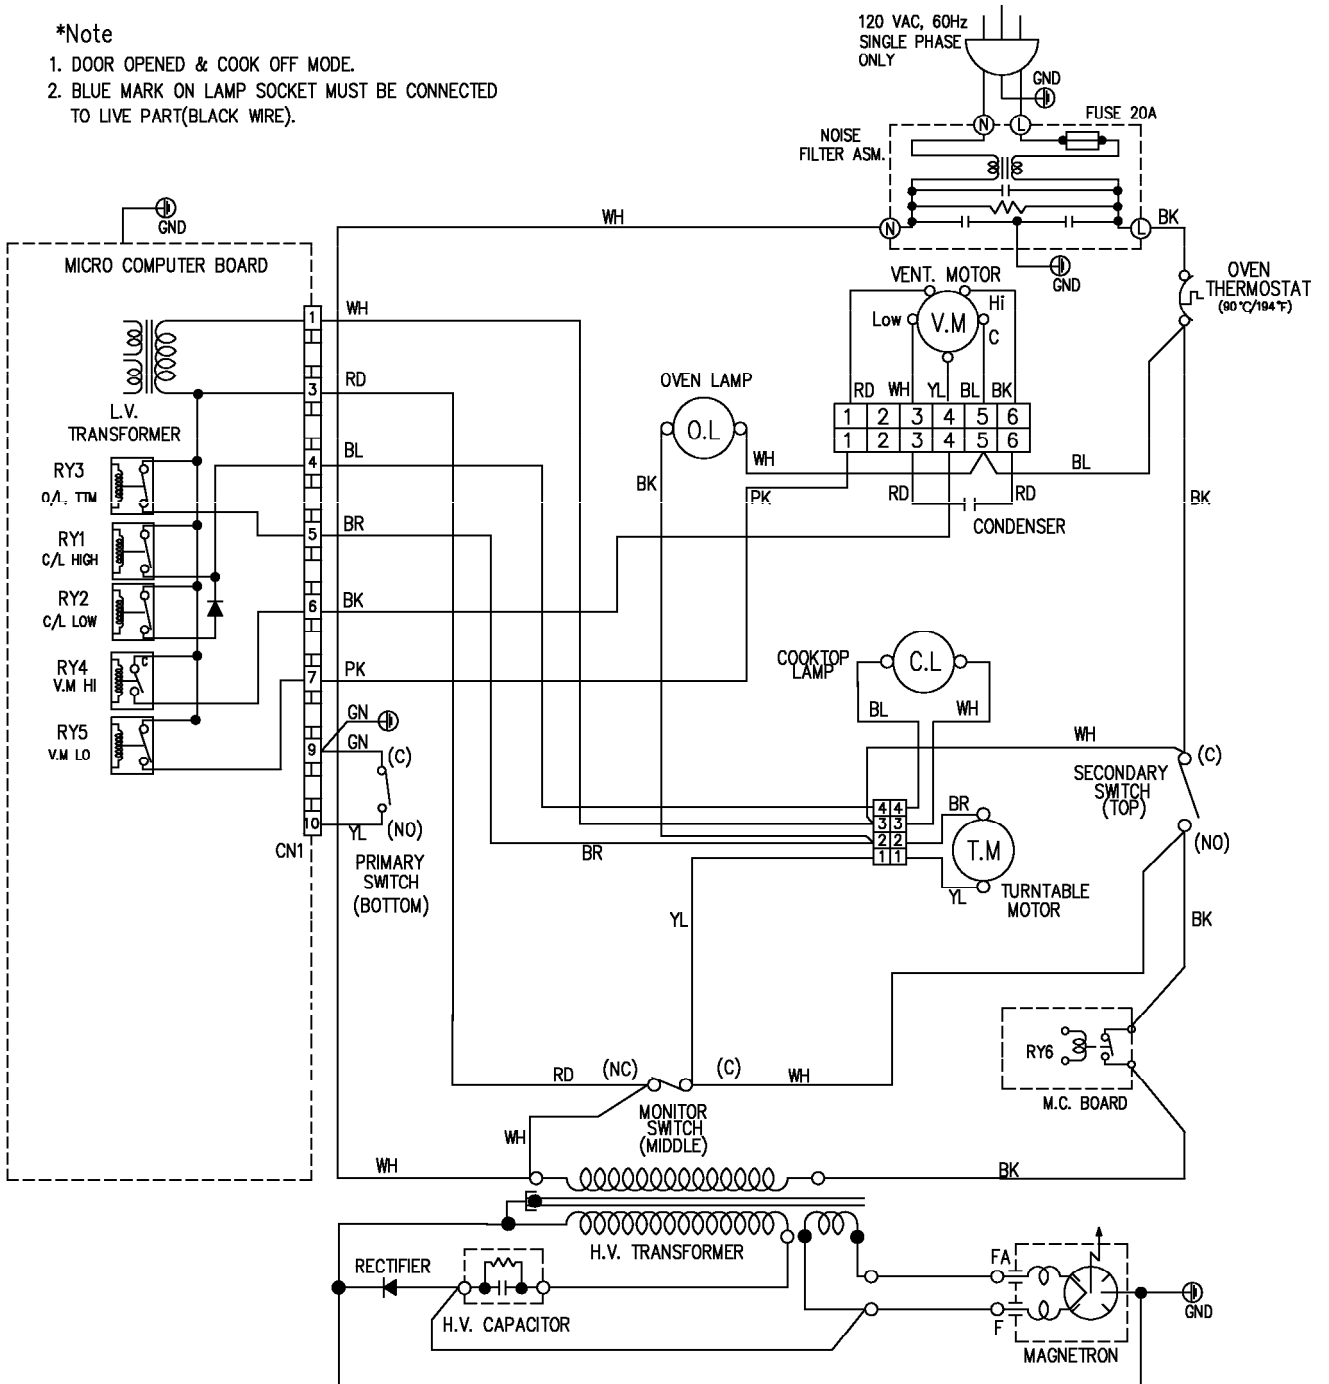 *Note
1. DOOR OPENED & COOK OFF MODE.
2. BLUE MARK ON LAMP SOCKET MUST BE CONNECTED
TO LIVE PART(BLACK WIRE).
120 VAC, 60Hz
SINGLE PHASE
ONLY
GND
FUSE 20A
N
L
NOISE
FILTER ASM.
N
L
BK
WH
GND
GND
MICRO COMPUTER BOARD
VENT. MOTOR
OVEN
THERMOSTAT
(90°C/194°F)
Low
V.M
Hi
C
1
WH
3
RD
L.V.
TRANSFORMER
OVEN LAMP
O.L
RD
WH
YL
BL
BK
1 2 3 4 5 6
1 2 3 4 5 6
WH
BL
BK
PK
RD
RD
BK
CONDENSER
RY3
O/L, TTM
4
BL
RY1
C/L HIGH
5
BR
RY2
C/L LOW
6
BK
RY4
V.M HI
C
7
PK
RY5
V.M LO
GN
GN
9
(C)
10
YL
(NO)
CN1
PRIMARY
SWITCH
(BOTTOM)
COOKTOP
LAMP
C.L
BL
WH
WH
(C)
SECONDARY
SWITCH
(TOP)
(NO)
4 4
3 3
2 2
1 1
BR
BR
T.M
YL
TURNTABLE
MOTOR
YL
BK
RY6
M.C. BOARD
RD
(NC)
(C)
WH
MONITOR
SWITCH
(MIDDLE)
WH
WH
BK
H.V. TRANSFORMER
RECTIFIER
H.V. CAPACITOR
FA
F
MAGNETRON
GND